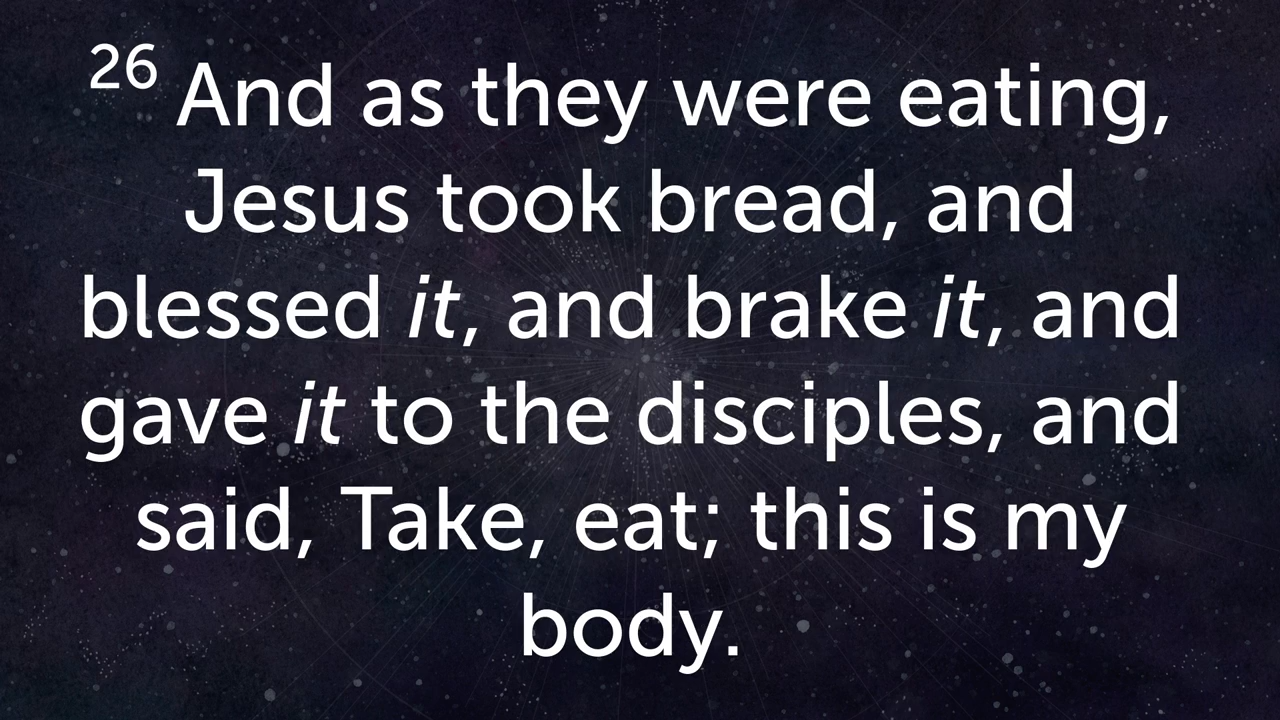 26 And as they were eating,
Jesus took bread, and
blessed it, and brake it, and
gave it to the disciples, and
said, Take, eat; this is my
body.